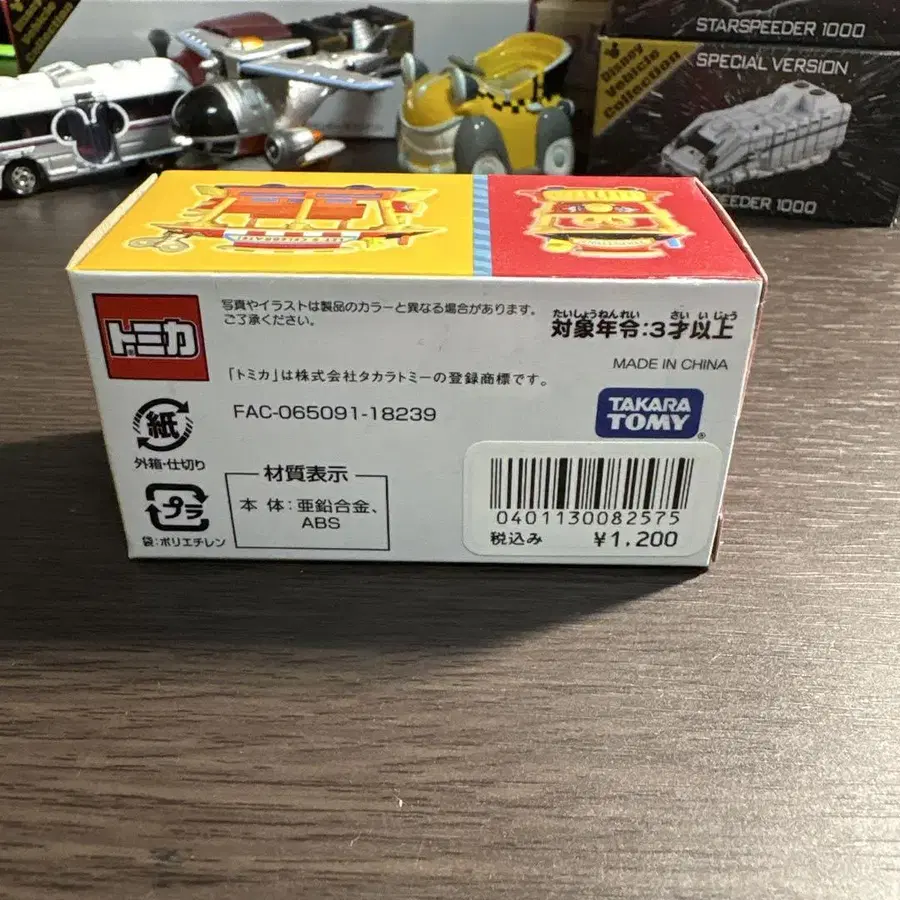 STARSPEEDER 1000
SPECIAL VERSION
Disney
Vehicle
Collection
EEDER 1000
トミカ
写真やイラストは製品のカラーと異なる場合があります。
ご了承ください。
たいしょうねんれい さい いじょう
対象年令:3才以上
MADE IN CHINA
「トミカ」は株式会社タカラトミーの登録商標です。
FAC-065091-18239
TAKARA
TOMY
紙
外箱・仕切り
プラ
袋:ポリエチレン
材質表示
本 体:亜鉛合金、
ABS
0401130082575
税込み ¥1,200